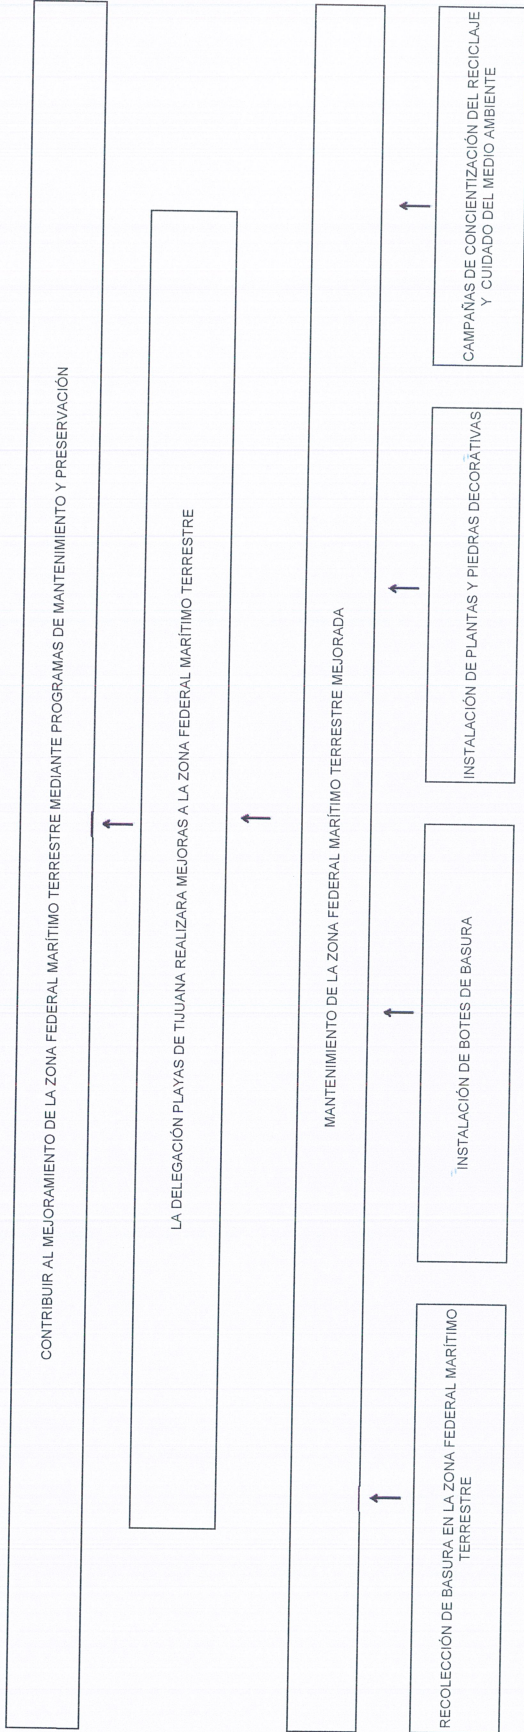 CONTRIBUIR AL MEJORAMIENTO DE LA ZONA FEDERAL MARÍTIMO TERRESTRE MEDIANTE PROGRAMAS DE MANTENIMIENTO Y PRESERVACIÓN
LA DELEGACIÓN PLAYAS DE TIJUANA REALIZARA MEJORAS A LA ZONA FEDERAL MARÍTIMO TERRESTRE
MANTENIMIENTO DE LA ZONA FEDERAL MARÍTIMO TERRESTRE MEJORADA
RECOLECCIÓN DE BASURA EN LA ZONA FEDERAL MARÍTIMO
TERRESTRE
INSTALACIÓN DE BOTES DE BASURA
INSTALACIÓN DE PLANTAS Y PIEDRAS DECORATIVAS
CAMPAÑAS DE CONCIENTIZACIÓN DEL RECICLAJE
Y CUIDADO DEL MEDIO AMBIENTE